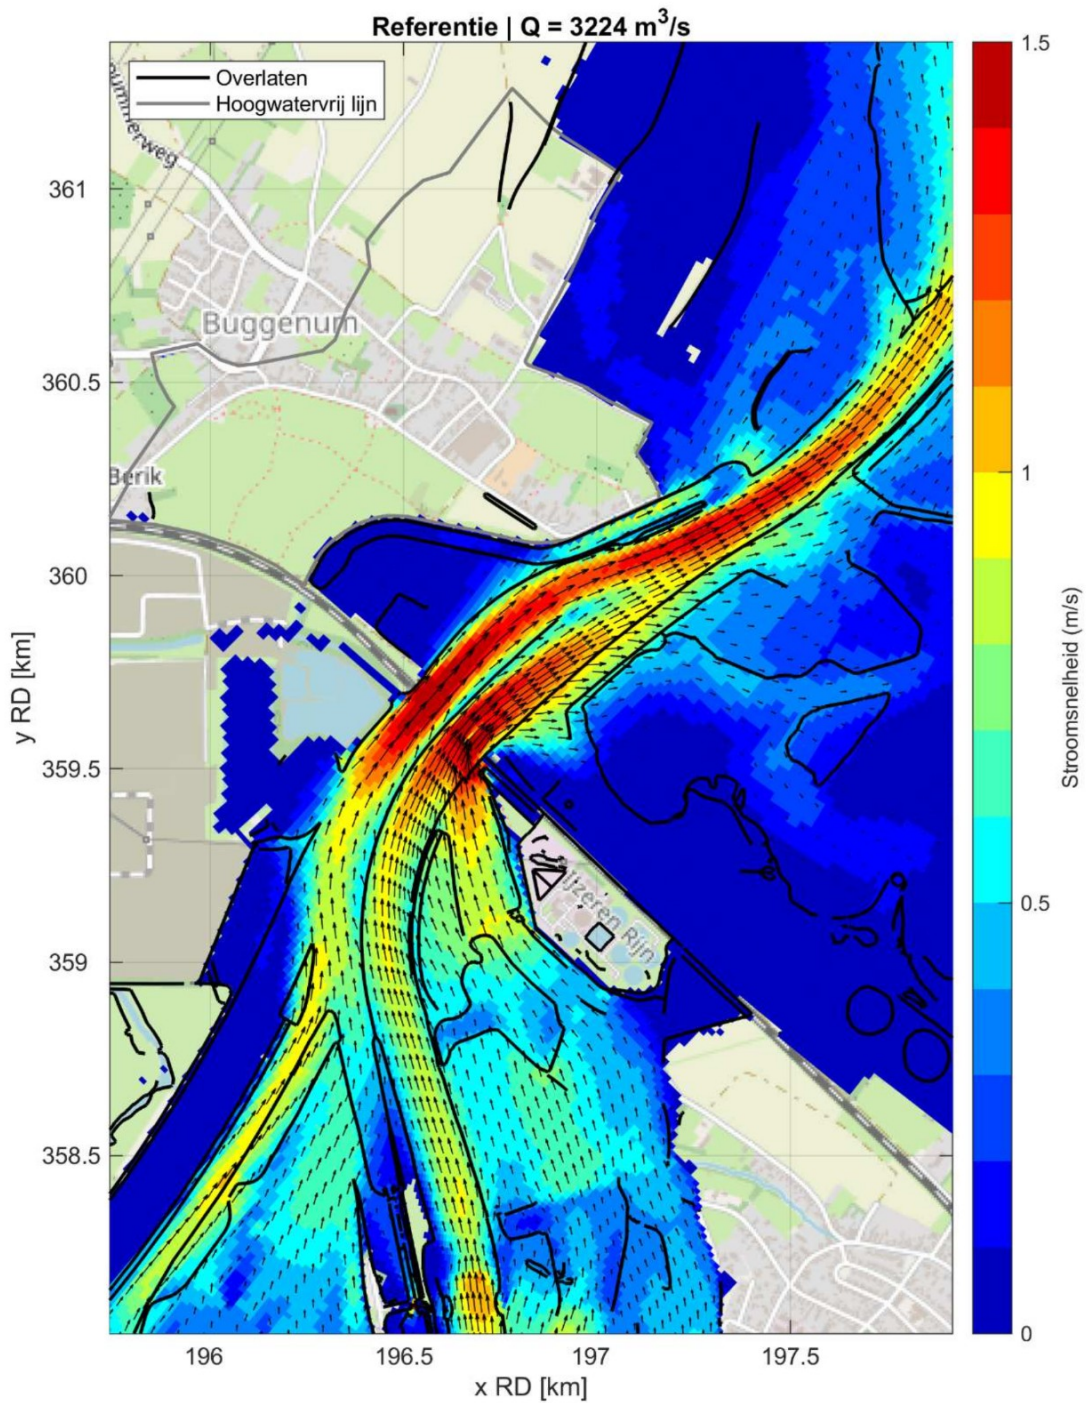 Referentie | Q = 3224 m³/s
Overlaten
Hoogwatervrij lijn
Buggenum
Berik
IJzeren Rijn
361
360.5
360
359.5
359
358.5
y RD [km]
196
196.5
197
197.5
x RD [km]
1.5
1
0.5
0
Stroomsnelheid (m/s)